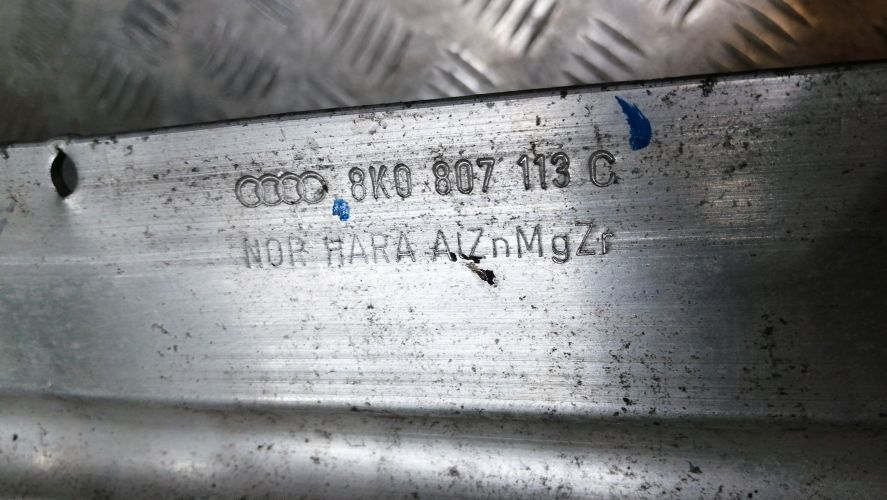 8K0 807 113 C
NOR HARA AlZnMgZr